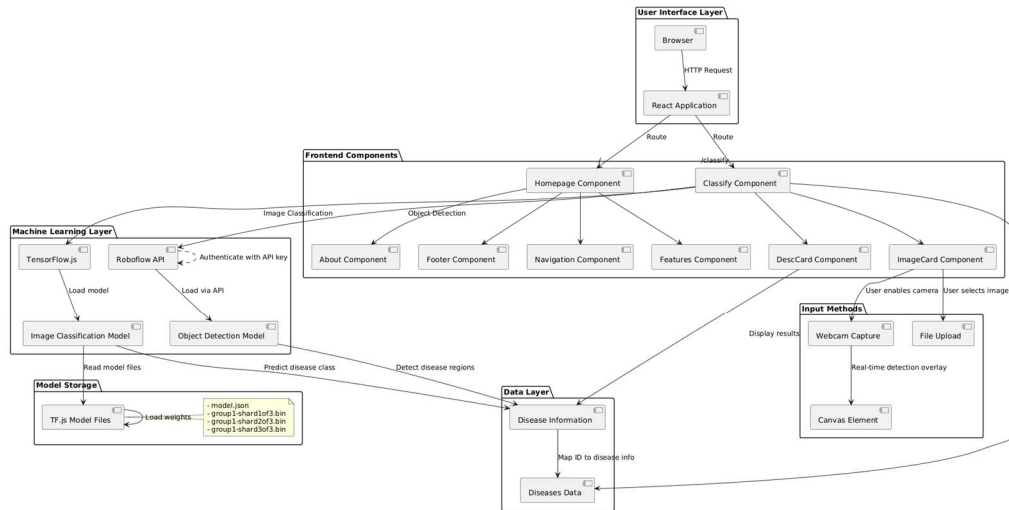 User Interface Layer
Browser
HTTP Request
React Application
Route
Route
Frontend Components
/
/classify
Homepage Component
Classify Component
Image Classification
Object Detection
Machine Learning Layer
TensorFlow.js
Roboflow API
Authenticate with API key
About Component
Footer Component
Navigation Component
Features Component
DescCard Component
ImageCard Component
Load model
Load via API
User enables camera
User selects image
Input Methods
Image Classification Model
Object Detection Model
Display results
Webcam Capture
File Upload
Read model files
Predict disease class
Detect disease regions
Real-time detection overlay
Model Storage
Data Layer
TF.js Model Files
Load weights
- model.json
- group1-shard1of3.bin
- group1-shard2of3.bin
- group1-shard3of3.bin
Disease Information
Canvas Element
Map ID to disease info
Diseases Data